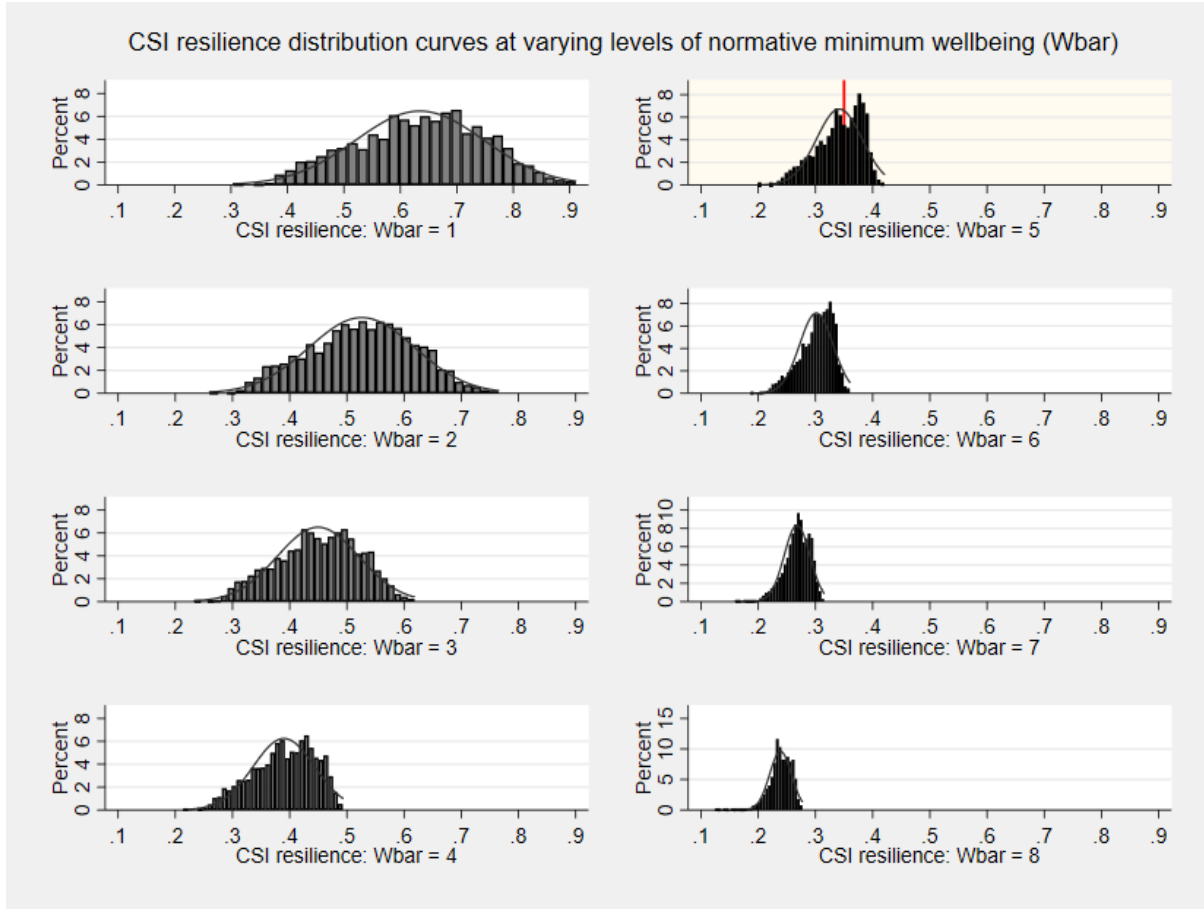 CSI resilience distribution curves at varying levels of normative minimum wellbeing (Wbar)
Percent
0 2 4 6 8
.1 .2 .3 .4 .5 .6 .7 .8 .9
CSI resilience: Wbar = 1
Percent
0 2 4 6 8
.1 .2 .3 .4 .5 .6 .7 .8 .9
CSI resilience: Wbar = 5
Percent
0 2 4 6 8
.1 .2 .3 .4 .5 .6 .7 .8 .9
CSI resilience: Wbar = 2
Percent
0 2 4 6 8
.1 .2 .3 .4 .5 .6 .7 .8 .9
CSI resilience: Wbar = 6
Percent
0 2 4 6 8
.1 .2 .3 .4 .5 .6 .7 .8 .9
CSI resilience: Wbar = 3
Percent
0 2 4 6 8 10
.1 .2 .3 .4 .5 .6 .7 .8 .9
CSI resilience: Wbar = 7
Percent
0 2 4 6 8
.1 .2 .3 .4 .5 .6 .7 .8 .9
CSI resilience: Wbar = 4
Percent
0 5 10 15
.1 .2 .3 .4 .5 .6 .7 .8 .9
CSI resilience: Wbar = 8